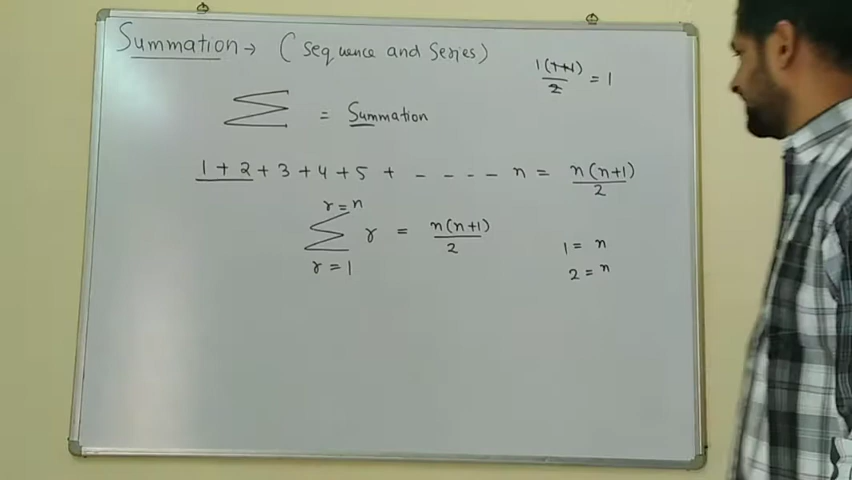 Summation → (Sequence and Series)
1(1+1)/2 = 1
Σ = Summation
1 + 2 + 3 + 4 + 5 + - - - - n = n(n+1)/2
r = n
Σ r = n(n+1)/2
r = 1
1 = n
2 = n